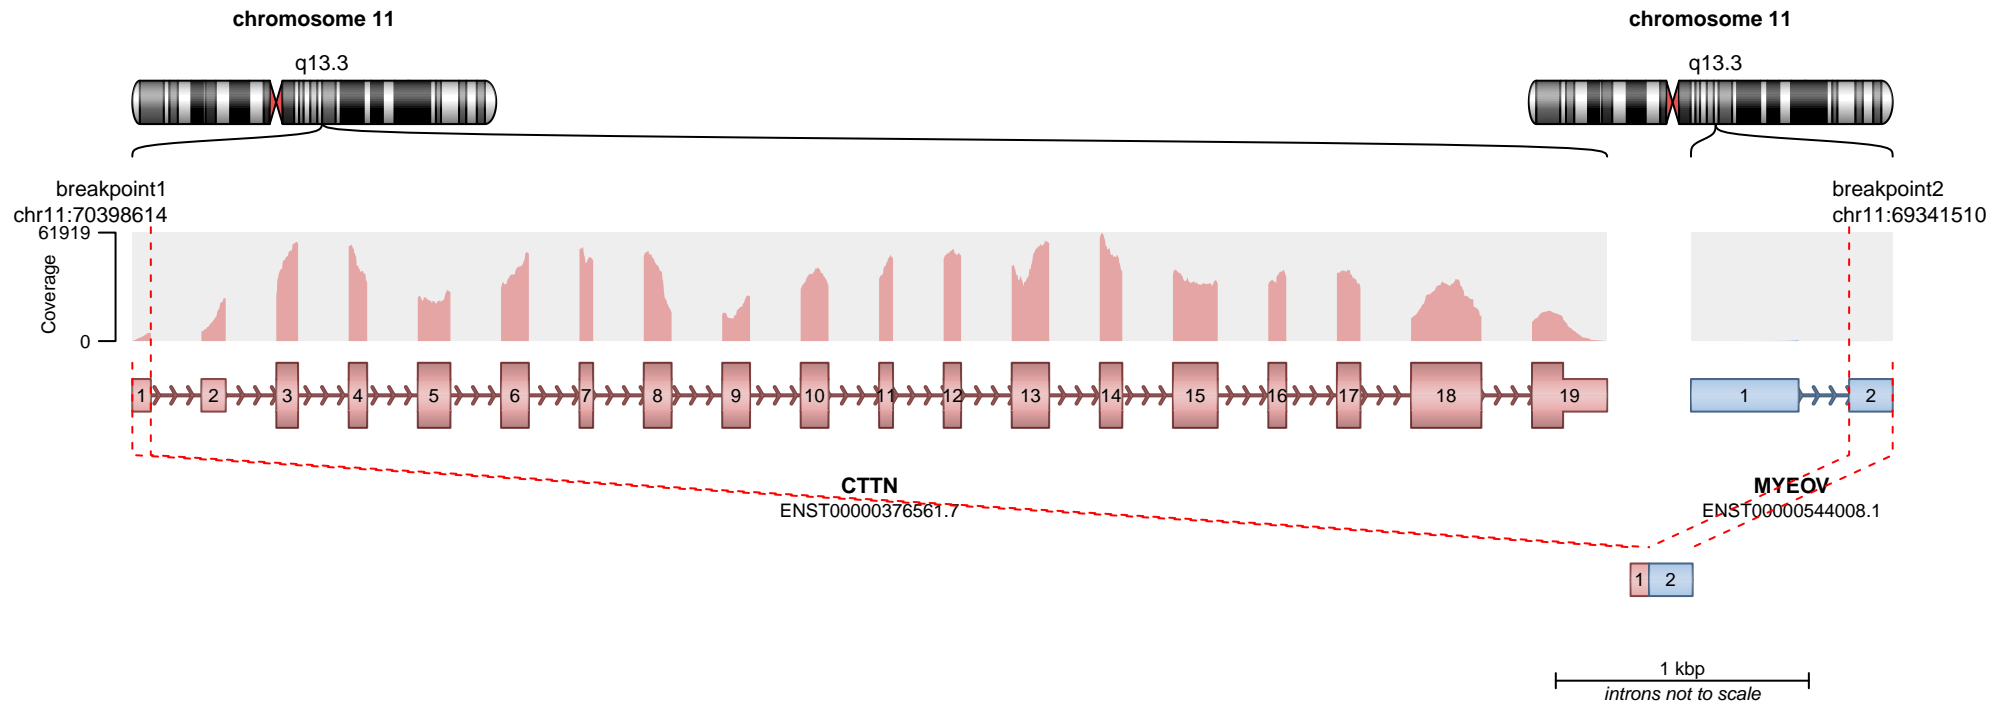 chromosome 11
chromosome 11
q13.3
q13.3
breakpoint1
chr11:70398614
breakpoint2
chr11:69341510
61919
Coverage
0
1 2 3 4 5 6 7 8 9 10 11 12 13 14 15 16 17 18 19
1 2
CTTN
ENST00000376561.7
MYEOV
ENST00000544008.1
1 2
1 kbp
introns not to scale